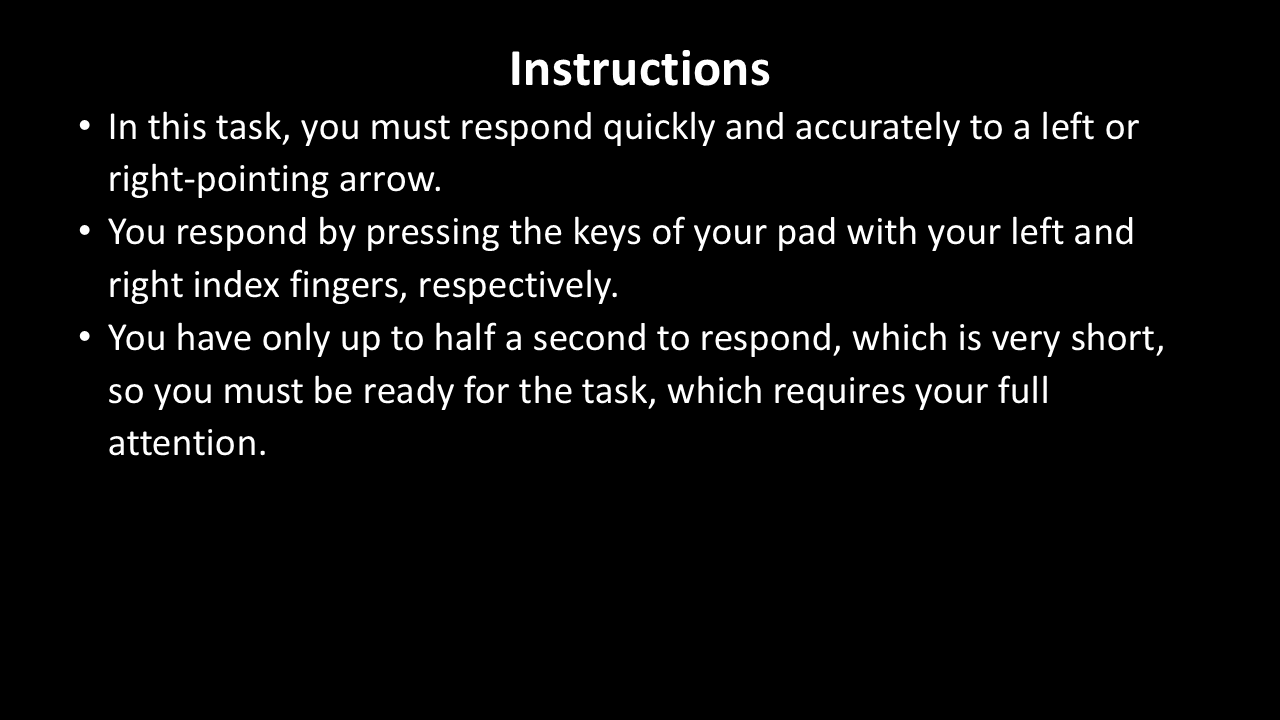 Instructions
• In this task, you must respond quickly and accurately to a left or
right-pointing arrow.
• You respond by pressing the keys of your pad with your left and
right index fingers, respectively.
• You have only up to half a second to respond, which is very short,
so you must be ready for the task, which requires your full
attention.